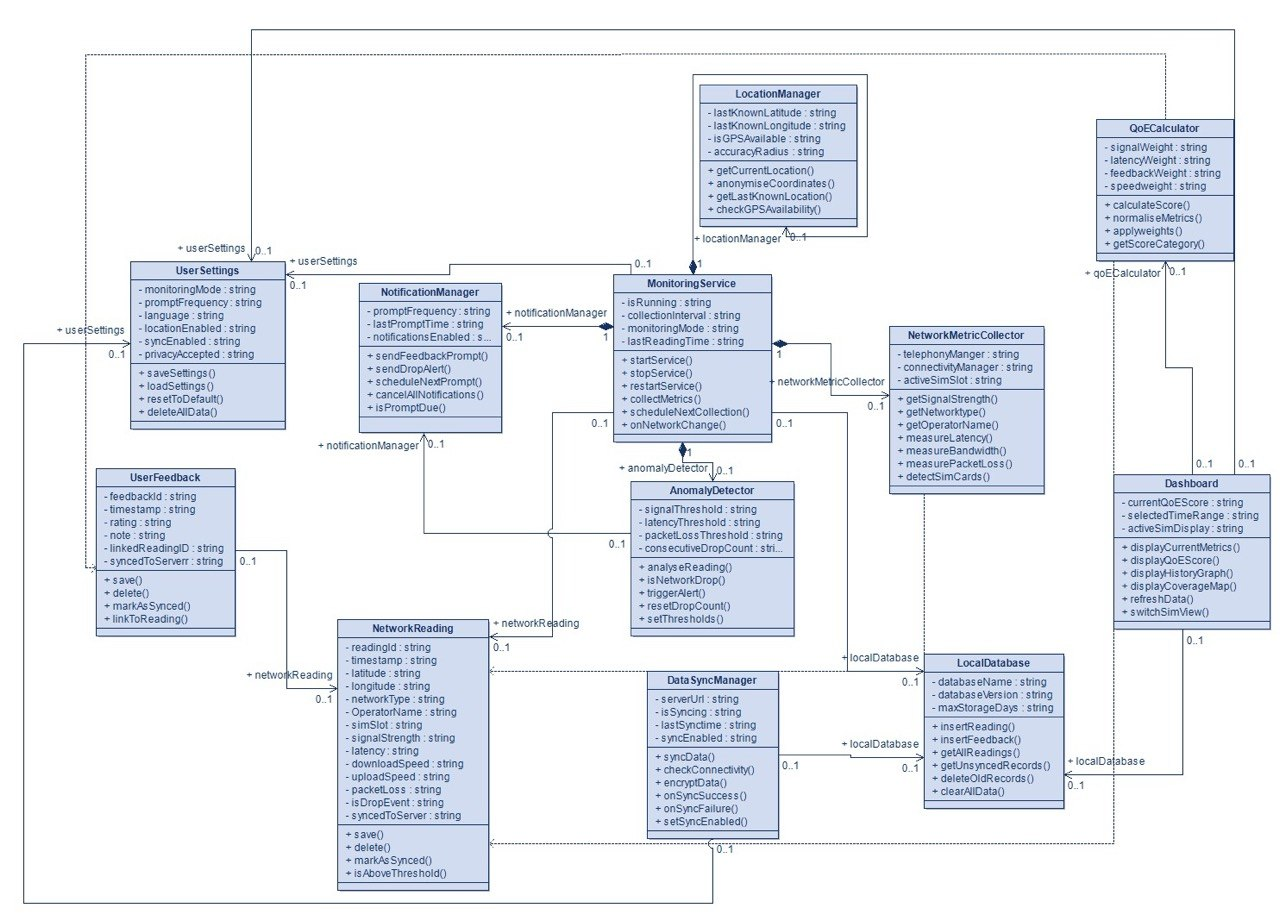 LocationManager
- lastKnownLatitude : string
- lastKnownLongitude : string
- isGPSAvailable : string
- accuracyRadius : string
+ getCurrentLocation()
+ anonymiseCoordinates()
+ getLastKnownLocation()
+ checkGPSAvailability()
+ locationManager
0..1
1
QoECalculator
- signalWeight : string
- latencyWeight : string
- feedbackWeight : string
- speedweight : string
+ calculateScore()
+ normaliseMetrics()
+ applyweights()
+ getScoreCategory()
+ qoECalculator
0..1
+ userSettings
0..1
+ userSettings
0..1
0..1
UserSettings
- monitoringMode : string
- promptFrequency : string
- language : string
- locationEnabled : string
- syncEnabled : string
- privacyAccepted : string
+ saveSettings()
+ loadSettings()
+ resetToDefault()
+ deleteAllData()
+ userSettings
0..1
NotificationManager
- promptFrequency : string
- lastPromptTime : string
- notificationsEnabled : s...
+ sendFeedbackPrompt()
+ sendDropAlert()
+ scheduleNextPrompt()
+ cancelAllNotifications()
+ isPromptDue()
+ notificationManager
0..1
1
+ notificationManager
0..1
MonitoringService
- isRunning : string
- collectionInterval : string
- monitoringMode : string
- lastReadingTime : string
+ startService()
+ stopService()
+ restartService()
+ collectMetrics()
+ scheduleNextCollection()
+ onNetworkChange()
1
+ networkMetricCollector
0..1
0..1
0..1
1
+ anomalyDetector
0..1
NetworkMetricCollector
- telephonyManger : string
- connectivityManager : string
- activeSimSlot : string
+ getSignalStrength()
+ getNetworktype()
+ getOperatorName()
+ measureLatency()
+ measureBandwidth()
+ measurePacketLoss()
+ detectSimCards()
AnomalyDetector
- signalThreshold : string
- latencyThreshold : string
- packetLossThreshold : string
- consecutiveDropCount : stri...
+ analyseReading()
+ isNetworkDrop()
+ triggerAlert()
+ resetDropCount()
+ setThresholds()
0..1
0..1
0..1
Dashboard
- currentQoEScore : string
- selectedTimeRange : string
- activeSimDisplay : string
+ displayCurrentMetrics()
+ displayQoEScore()
+ displayHistoryGraph()
+ displayCoverageMap()
+ refreshData()
+ switchSimView()
0..1
UserFeedback
- feedbackId : string
- timestamp : string
- rating : string
- note : string
- linkedReadingID : string
- syncedToServerr : string
+ save()
+ delete()
+ markAsSynced()
+ linkToReading()
0..1
+ networkReading
0..1
NetworkReading
- readingId : string
- timestamp : string
- latitude : string
- longitude : string
- networkType : string
- OperatorName : string
- simSlot : string
- signalStrength : string
- latency : string
- downloadSpeed : string
- uploadSpeed : string
- packetLoss : string
- isDropEvent : string
- syncedToServer : string
+ save()
+ delete()
+ markAsSynced()
+ isAboveThreshold()
+ networkReading
0..1
DataSyncManager
- serverUrl : string
- isSyncing : string
- lastSynctime : string
- syncEnabled : string
+ syncData()
+ checkConnectivity()
+ encryptData()
+ onSyncSuccess()
+ onSyncFailure()
+ setSyncEnabled()
0..1
0..1
+ localDatabase
0..1
+ localDatabase
0..1
LocalDatabase
- databaseName : string
- databaseVersion : string
- maxStorageDays : string
+ insertReading()
+ insertFeedback()
+ getAllReadings()
+ getUnsyncedRecords()
+ deleteOldRecords()
+ clearAllData()
+ localDatabase
0..1